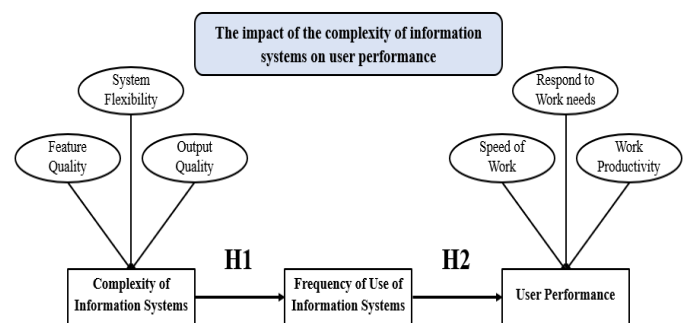 The impact of the complexity of information
systems on user performance
System
Flexibility
Respond to
Work needs
Feature
Quality
Output
Quality
Speed of
Work
Work
Productivity
H1
H2
Complexity of
Information Systems
Frequency of Use of
Information Systems
User Performance